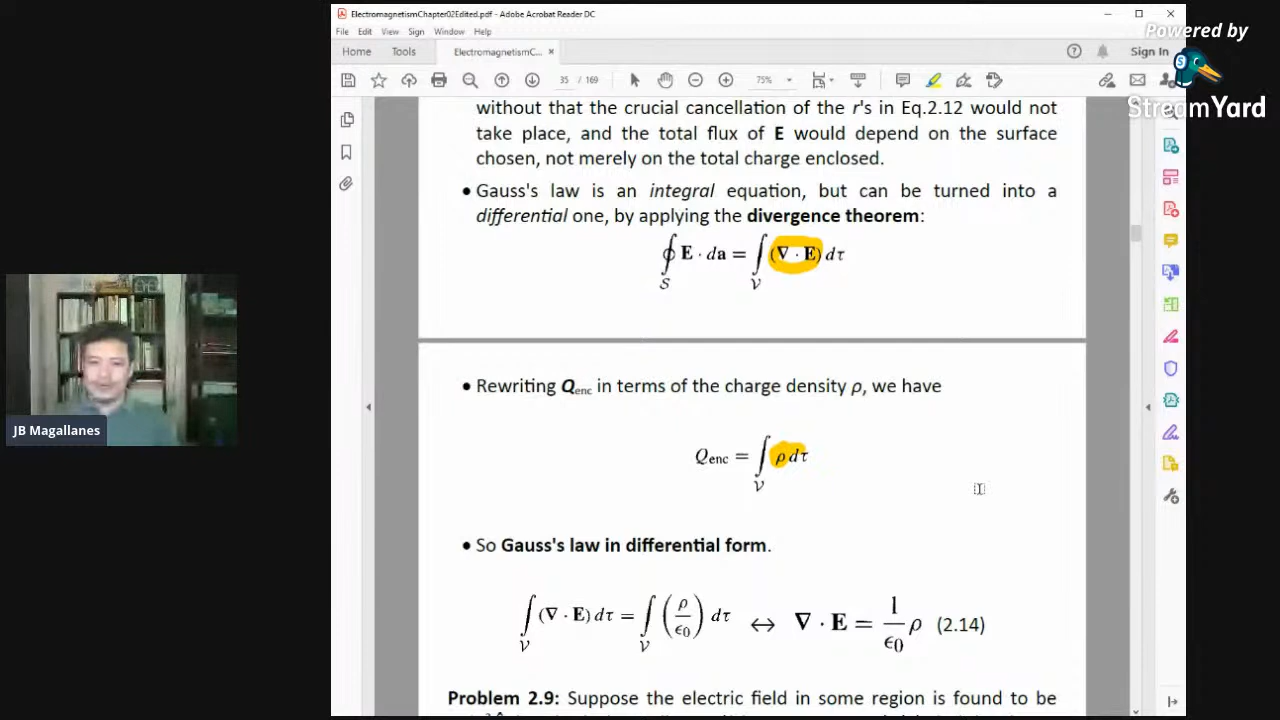 ElectromagnetismChapter02Edited.pdf - Adobe Acrobat Reader DC
Powered by
StreamYard
File Edit View Sign Window Help
Home Tools ElectromagnetismC... × Sign In
35 / 169 75%
without that the crucial cancellation of the r's in Eq.2.12 would not
take place, and the total flux of E would depend on the surface
chosen, not merely on the total charge enclosed.
• Gauss's law is an integral equation, but can be turned into a
differential one, by applying the divergence theorem:
∮ E · da = ∫ (∇ · E) dτ
S V
• Rewriting Qenc in terms of the charge density ρ, we have
JB Magallanes
Qenc = ∫ ρ dτ
V
• So Gauss's law in differential form.
∫ (∇ · E) dτ = ∫ (ρ/ϵ0) dτ ↔ ∇ · E = 1/ϵ0 ρ (2.14)
V V
Problem 2.9: Suppose the electric field in some region is found to be